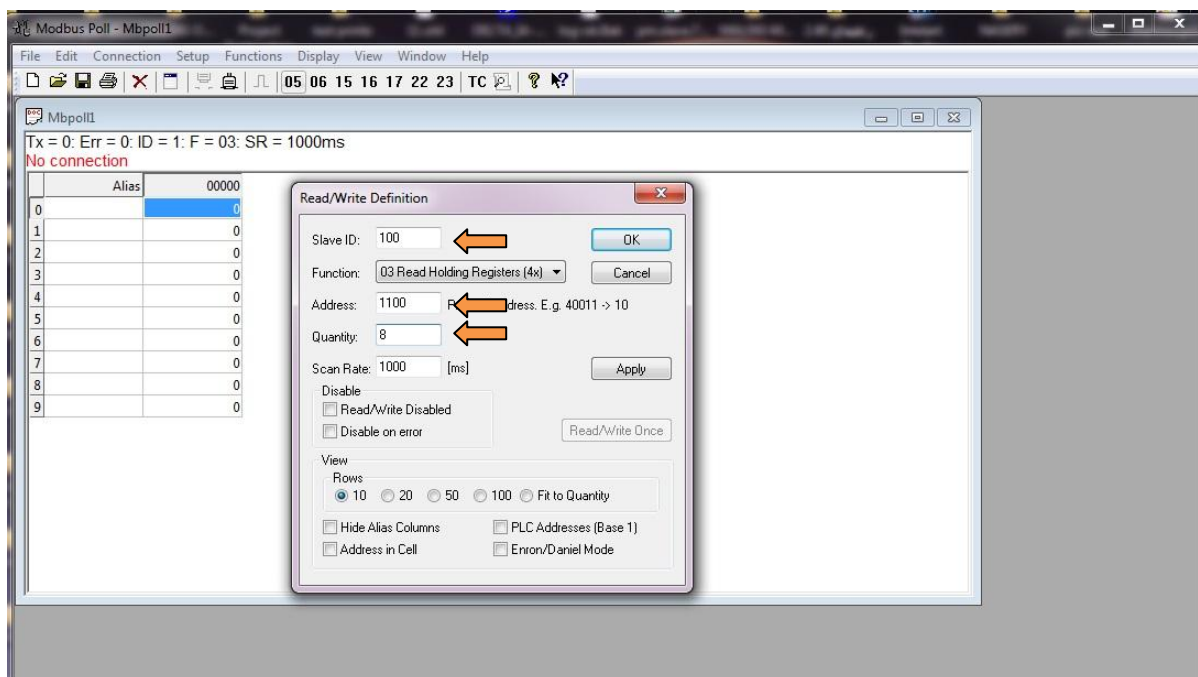 Modbus Poll - Mbpoll1
File Edit Connection Setup Functions Display View Window Help
05 06 15 16 17 22 23 TC
Mbpoll1
Tx = 0: Err = 0: ID = 1: F = 03: SR = 1000ms
No connection
Alias 00000
0 0
1 0
2 0
3 0
4 0
5 0
6 0
7 0
8 0
9 0
Read/Write Definition
Slave ID: 100 OK
Function: 03 Read Holding Registers (4x) Cancel
Address: 1100 E.g. 40011 -> 10
Quantity: 8
Scan Rate: 1000 [ms] Apply
Disable
Read/Write Disabled
Disable on error Read/Write Once
View
Rows
10 20 50 100 Fit to Quantity
Hide Alias Columns PLC Addresses (Base 1)
Address in Cell Enron/Daniel Mode